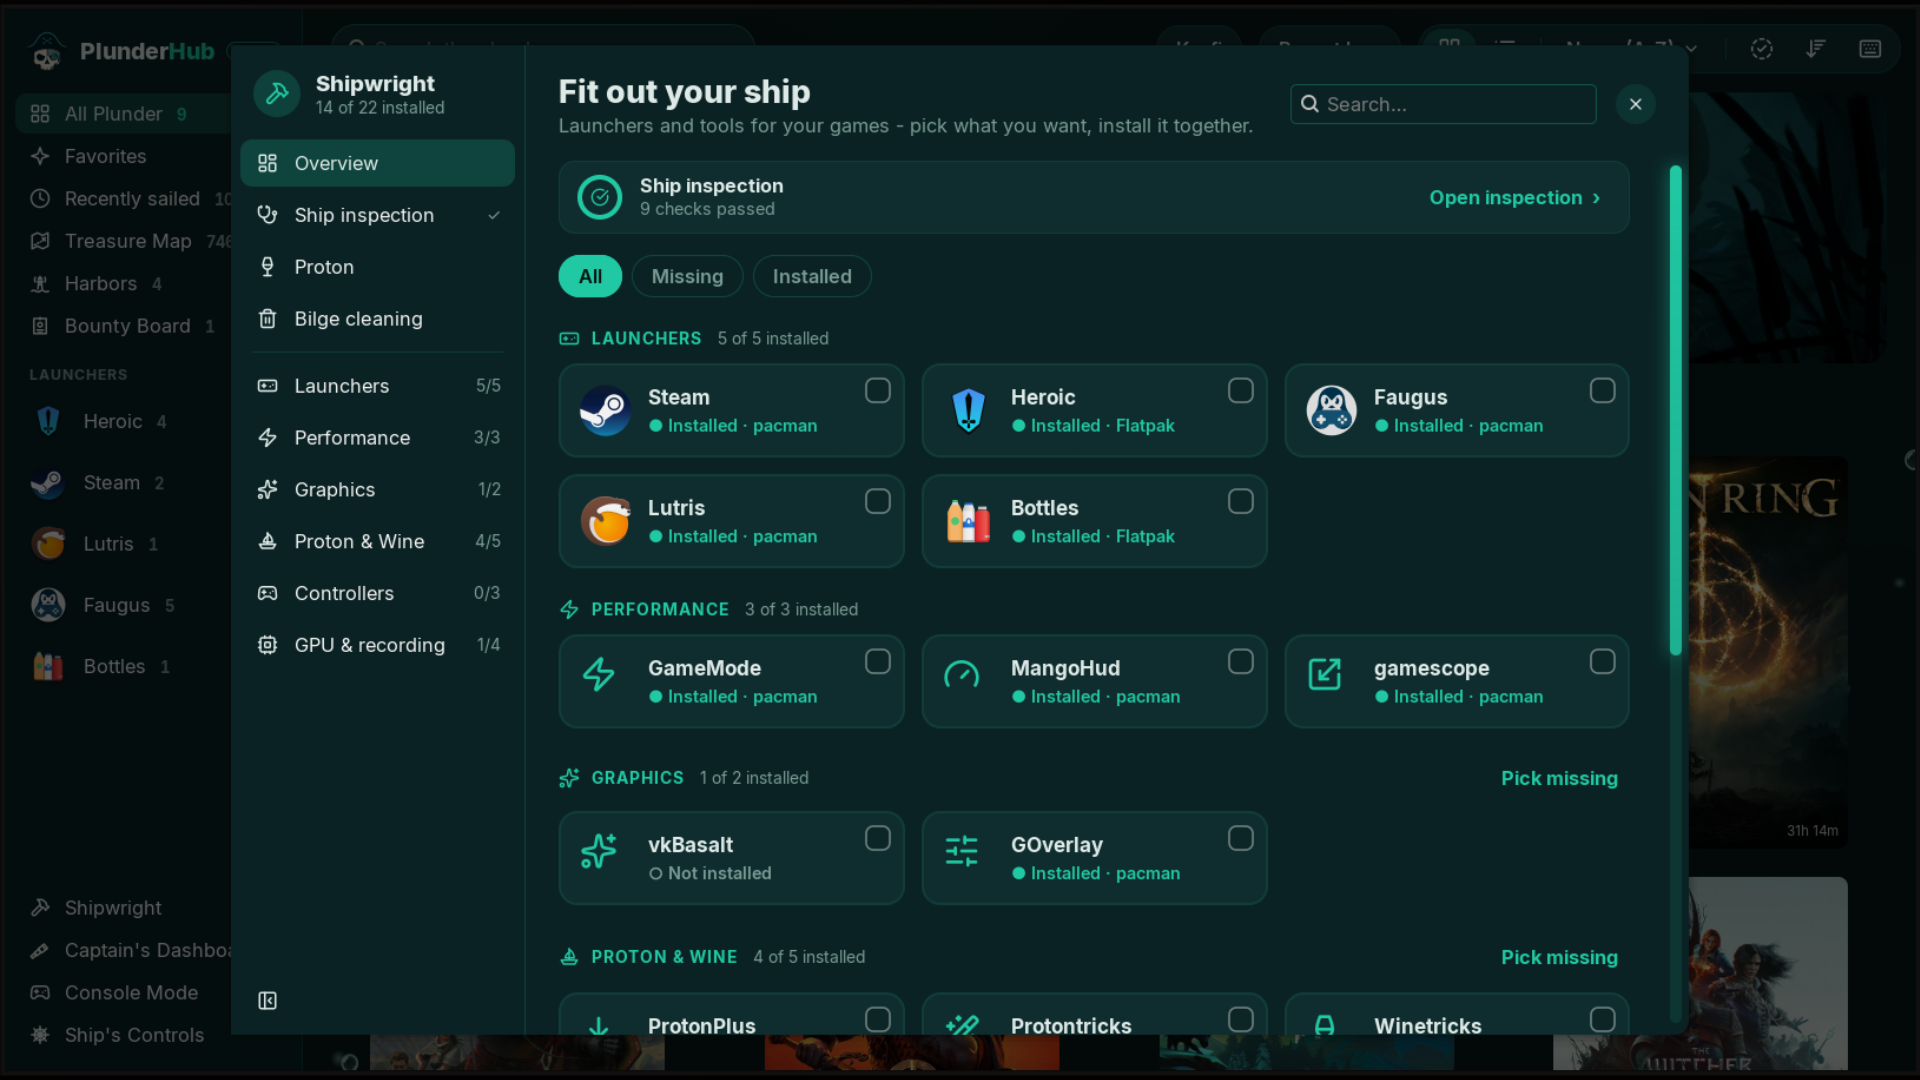 PlunderHub
All Plunder 9
Favorites
Recently sailed 10
Treasure Map 746
Harbors 4
Bounty Board 1
LAUNCHERS
Heroic 4
Steam 2
Lutris 1
Faugus 5
Bottles 1
Shipwright
Captain's Dashboa
Console Mode
Ship's Controls
Shipwright
14 of 22 installed
Overview
Ship inspection
Proton
Bilge cleaning
Launchers 5/5
Performance 3/3
Graphics 1/2
Proton & Wine 4/5
Controllers 0/3
GPU & recording 1/4
Fit out your ship
Launchers and tools for your games - pick what you want, install it together.
Search...
Ship inspection
9 checks passed
Open inspection ›
All Missing Installed
LAUNCHERS 5 of 5 installed
Steam
Installed · pacman
Heroic
Installed · Flatpak
Faugus
Installed · pacman
Lutris
Installed · pacman
Bottles
Installed · Flatpak
PERFORMANCE 3 of 3 installed
GameMode
Installed · pacman
MangoHud
Installed · pacman
gamescope
Installed · pacman
GRAPHICS 1 of 2 installed
Pick missing
vkBasalt
Not installed
GOverlay
Installed · pacman
PROTON & WINE 4 of 5 installed
Pick missing
ProtonPlus
Protontricks
Winetricks
N RING
31h 14m
THE
WITCHER